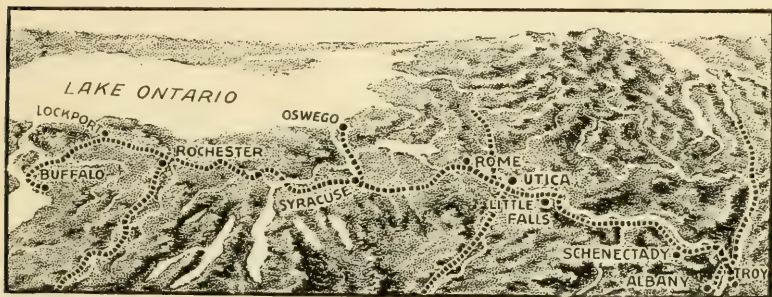 LAKE ONTARIO
LOCKPORT
OSWEGO
ROCHESTER
BUFFALO
ROME
SYRACUSE
UTICA
LITTLE
FALLS
SCHENECTADY
ALBANY
TROY